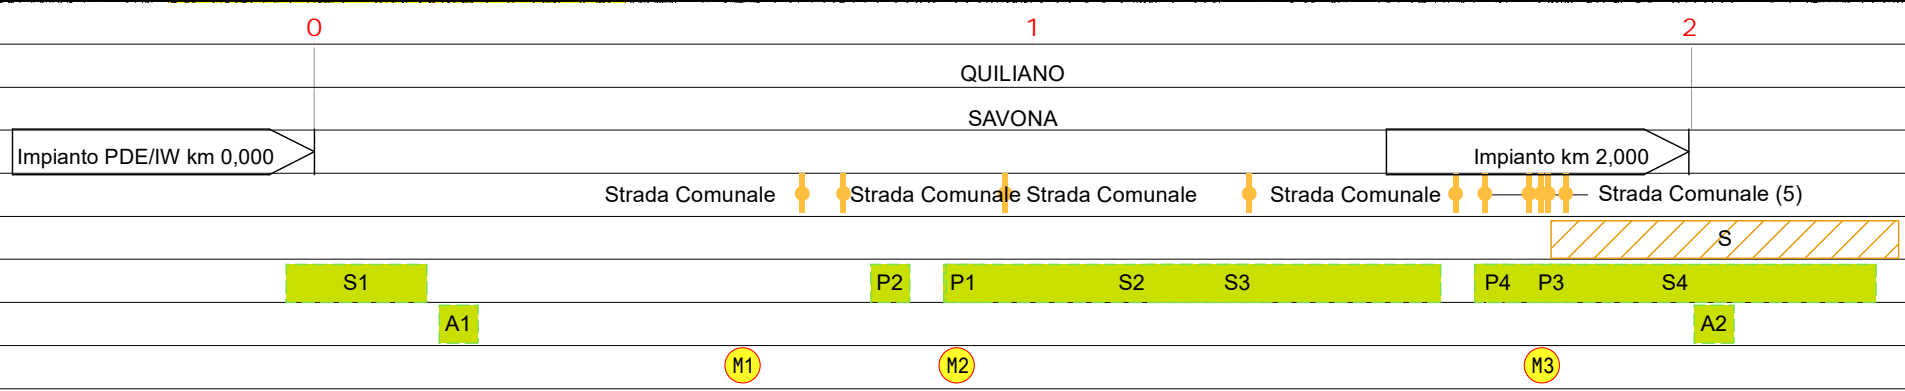 0 1 2
QUILIANO
SAVONA
Impianto PDE/IW km 0,000 Impianto km 2,000
Strada Comunale Strada Comunale Strada Comunale Strada Comunale Strada Comunale (5)
S
S1 P2 P1 S2 S3 P4 P3 S4
A1 A2
M1 M2 M3